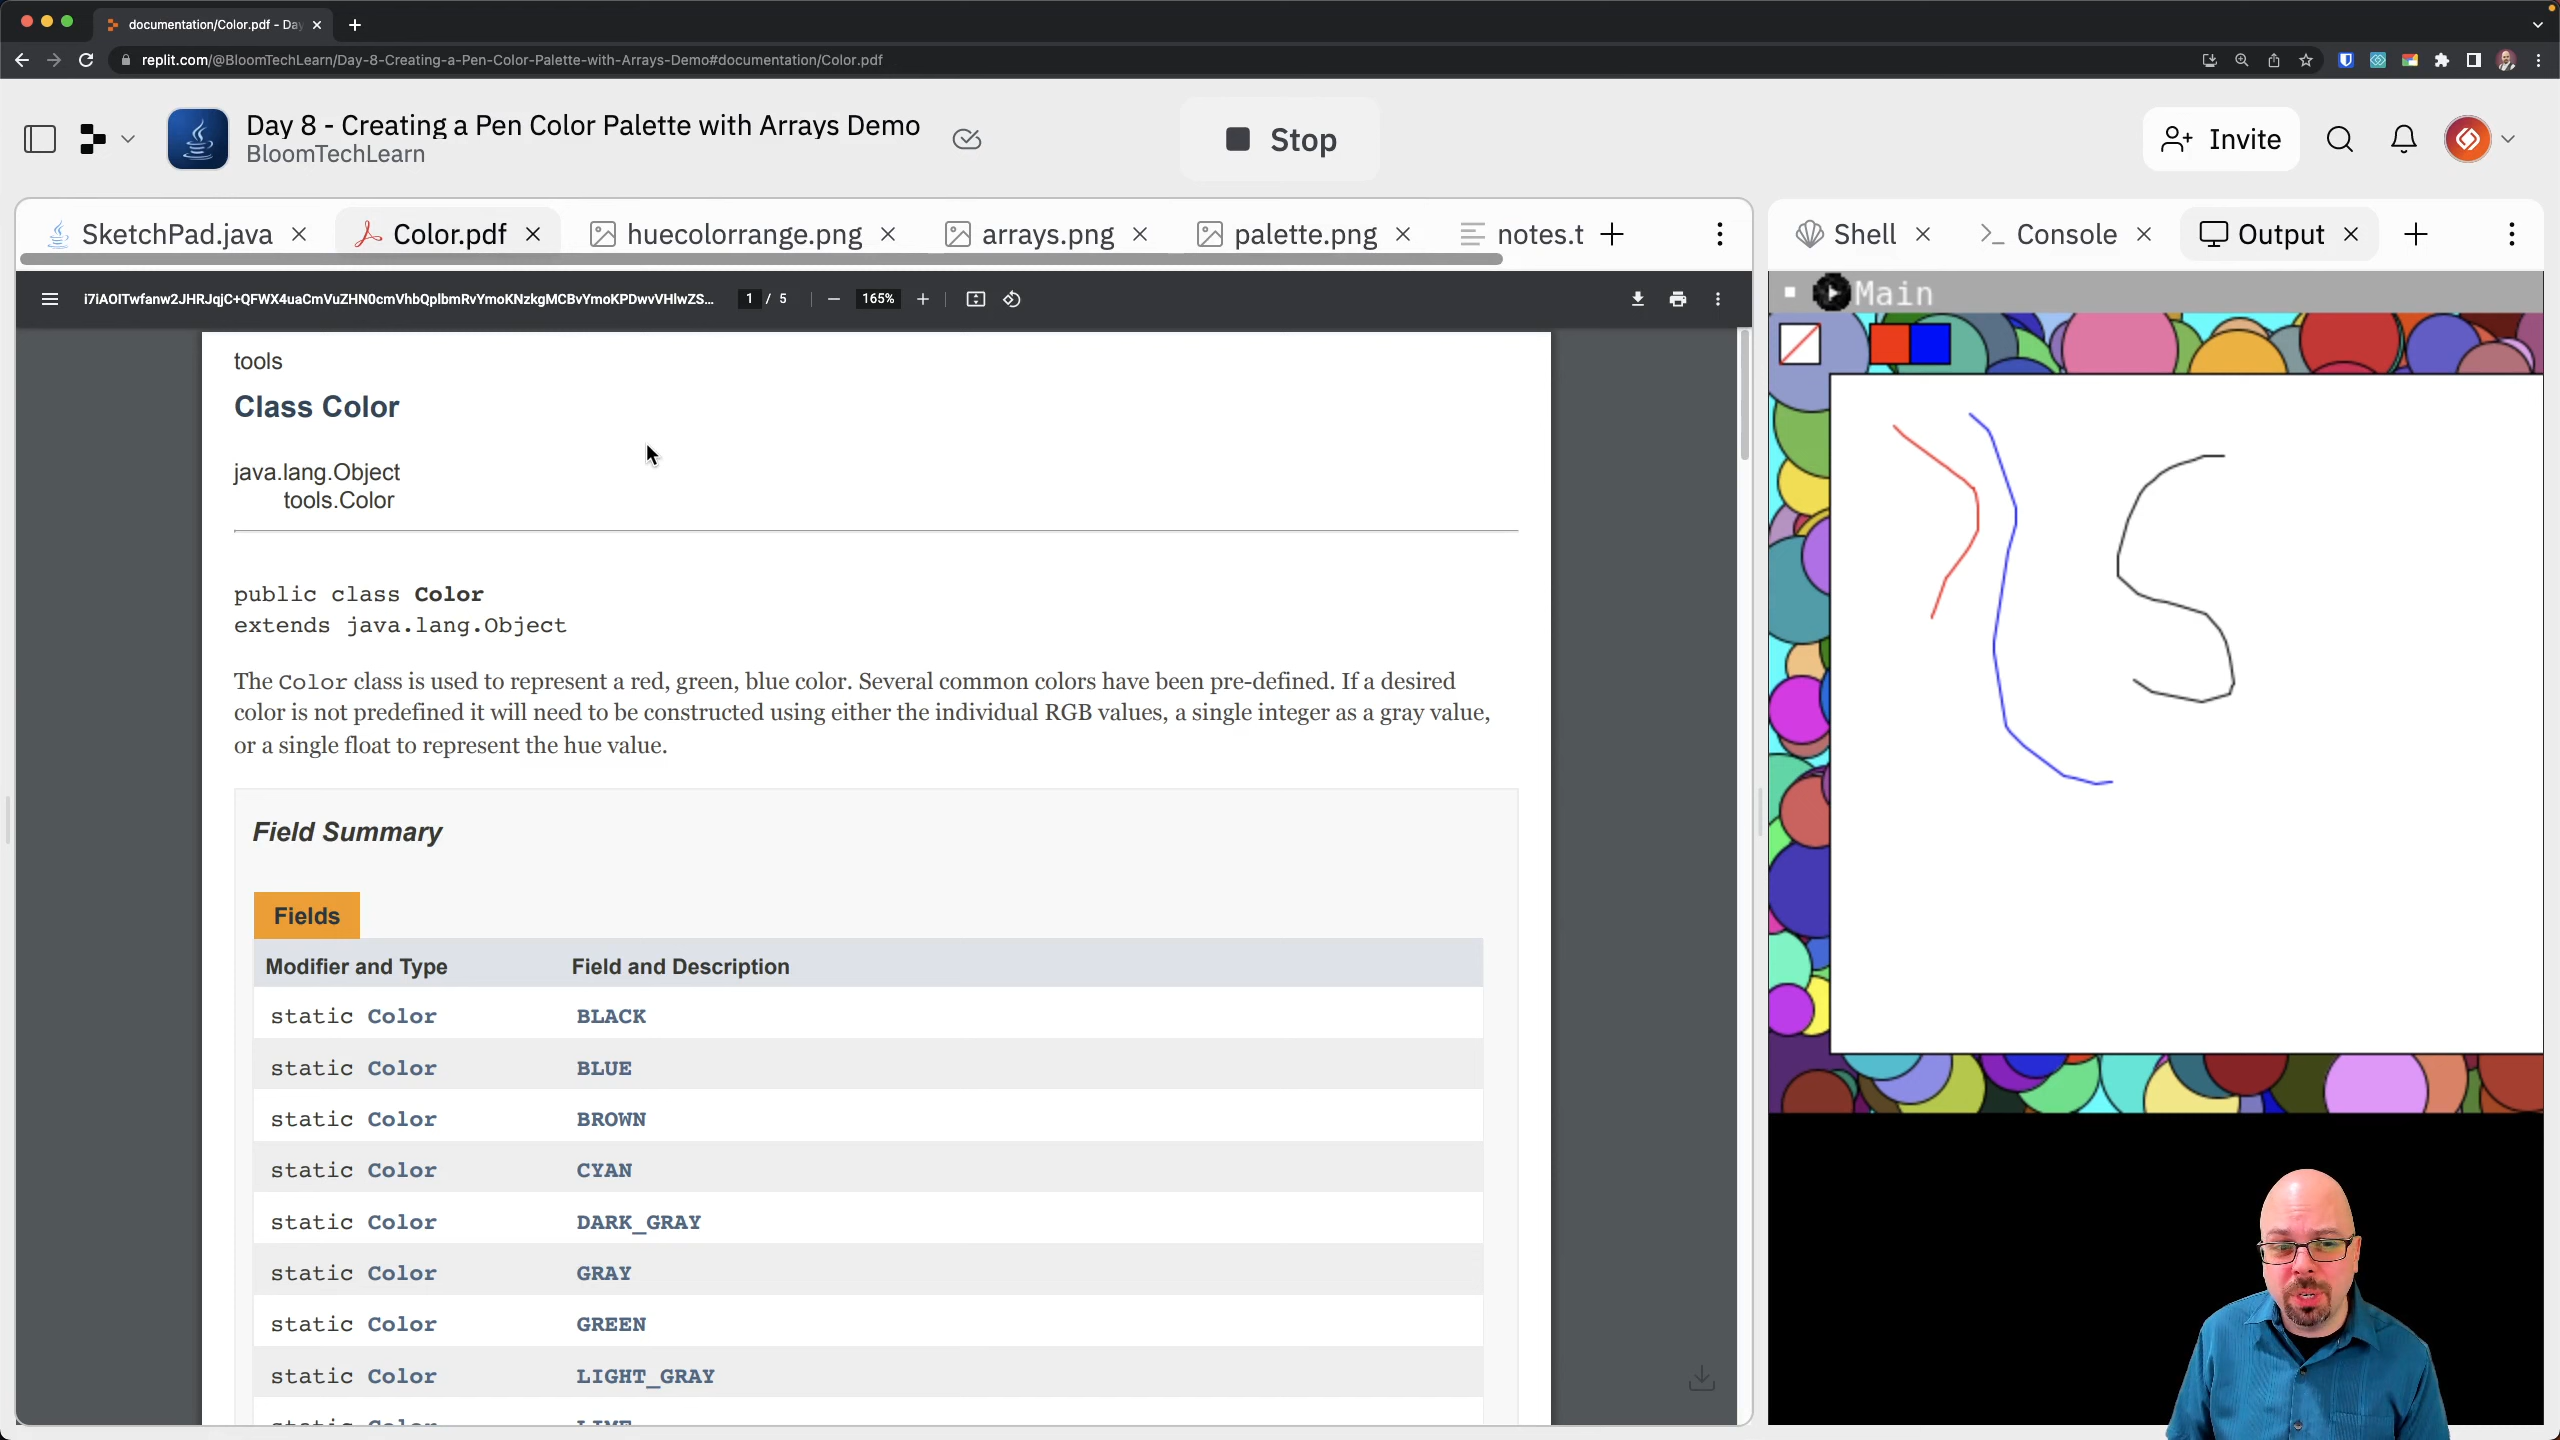 documentation/Color.pdf - Da
replit.com/@BloomTechLearn/Day-8-Creating-a-Pen-Color-Palette-with-Arrays-Demo#documentation/Color.pdf
Day 8 - Creating a Pen Color Palette with Arrays Demo
BloomTechLearn
Stop
Invite
SketchPad.java
Color.pdf
huecolorrange.png
arrays.png
palette.png
notes.t
Shell
Console
Output
1 / 5
165%
Main
tools
Class Color
java.lang.Object
tools.Color
public class Color
extends java.lang.Object
The Color class is used to represent a red, green, blue color. Several common colors have been pre-defined. If a desired
color is not predefined it will need to be constructed using either the individual RGB values, a single integer as a gray value,
or a single float to represent the hue value.
Field Summary
Fields
Modifier and Type Field and Description
static Color BLACK
static Color BLUE
static Color BROWN
static Color CYAN
static Color DARK_GRAY
static Color GRAY
static Color GREEN
static Color LIGHT_GRAY
static Color LIME